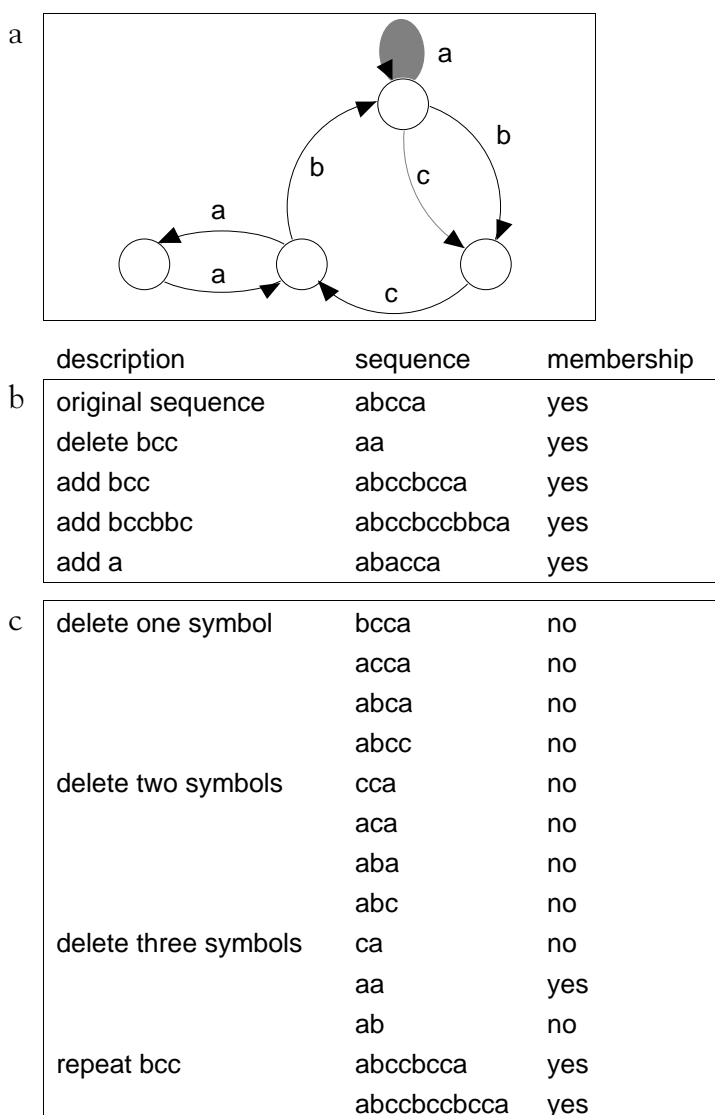 a
a
b
b
c
a
a
c
description sequence membership
b original sequence abcca yes
delete bcc aa yes
add bcc abccbcca yes
add bccbbc abccbccbbca yes
add a abacca yes
c delete one symbol bcca no
acca no
abca no
abcc no
delete two symbols cca no
aca no
aba no
abc no
delete three symbols ca no
aa yes
ab no
repeat bcc abccbcca yes
abccbccbcca yes